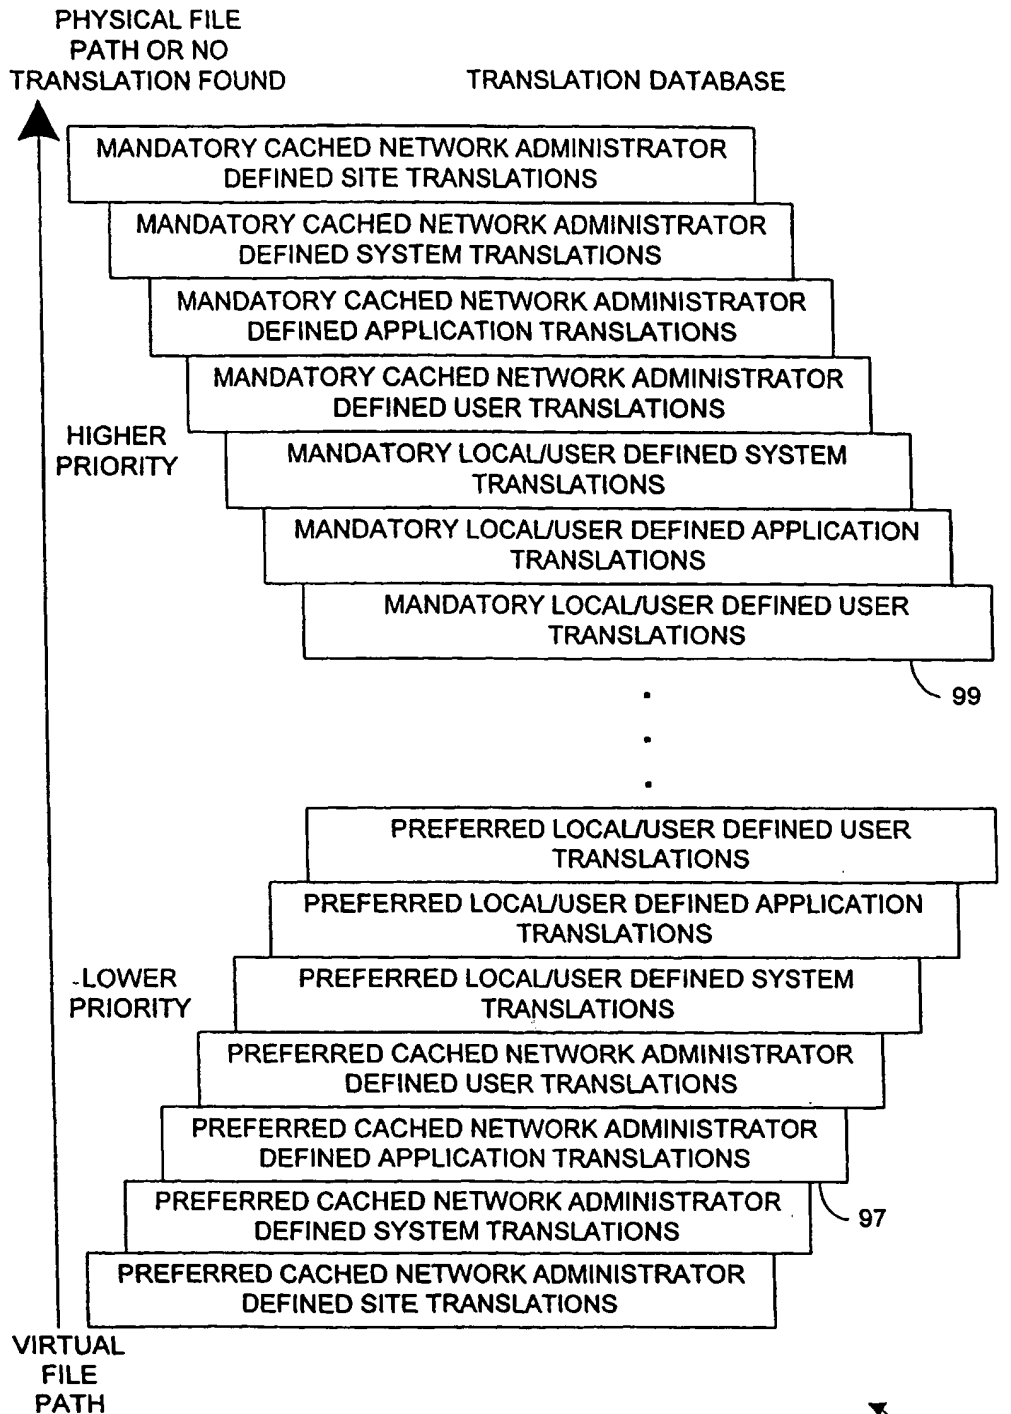 PHYSICAL FILE
PATH OR NO
TRANSLATION FOUND
TRANSLATION DATABASE
MANDATORY CACHED NETWORK ADMINISTRATOR
DEFINED SITE TRANSLATIONS
MANDATORY CACHED NETWORK ADMINISTRATOR
DEFINED SYSTEM TRANSLATIONS
MANDATORY CACHED NETWORK ADMINISTRATOR
DEFINED APPLICATION TRANSLATIONS
MANDATORY CACHED NETWORK ADMINISTRATOR
DEFINED USER TRANSLATIONS
HIGHER
PRIORITY
MANDATORY LOCAL/USER DEFINED SYSTEM
TRANSLATIONS
MANDATORY LOCAL/USER DEFINED APPLICATION
TRANSLATIONS
MANDATORY LOCAL/USER DEFINED USER
TRANSLATIONS
99
PREFERRED LOCAL/USER DEFINED USER
TRANSLATIONS
PREFERRED LOCAL/USER DEFINED APPLICATION
TRANSLATIONS
LOWER
PRIORITY
PREFERRED LOCAL/USER DEFINED SYSTEM
TRANSLATIONS
PREFERRED CACHED NETWORK ADMINISTRATOR
DEFINED USER TRANSLATIONS
PREFERRED CACHED NETWORK ADMINISTRATOR
DEFINED APPLICATION TRANSLATIONS
97
PREFERRED CACHED NETWORK ADMINISTRATOR
DEFINED SYSTEM TRANSLATIONS
PREFERRED CACHED NETWORK ADMINISTRATOR
DEFINED SITE TRANSLATIONS
VIRTUAL
FILE
PATH